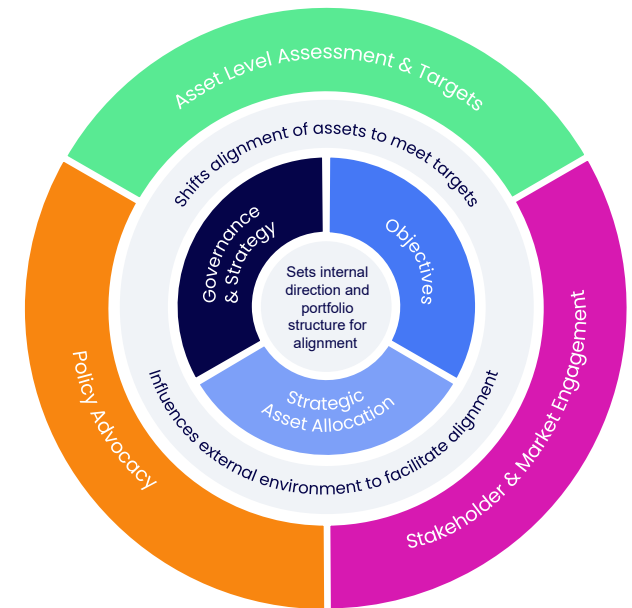 Asset Level Assessment & Targets
Shifts alignment of assets to meet targets
Governance
& Strategy
Objectives
Sets internal
direction and
portfolio
structure for
alignment
Strategic
Asset Allocation
Influences external environment to facilitate alignment
Policy Advocacy
Stakeholder & Market Engagement